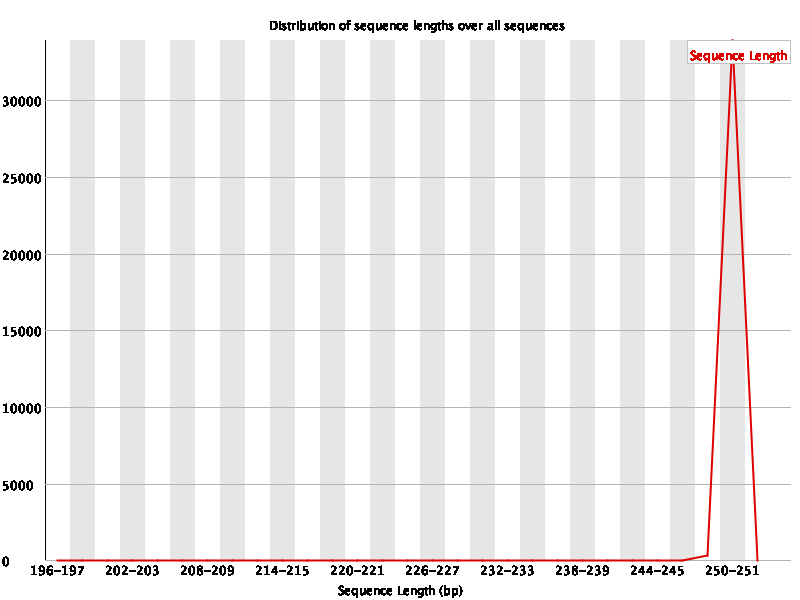 Distribution of sequence lengths over all sequences
Sequence Length
30000
25000
20000
15000
10000
5000
0
196-197 202-203 208-209 214-215 220-221 226-227 232-233 238-239 244-245 250-251
Sequence Length (bp)